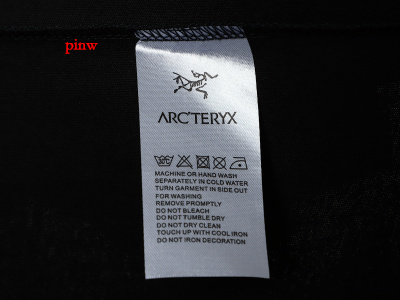 pinw
ARC'TERYX
MACHINE OR HAND WASH
SEPARATELY IN COLD WATER
TURN GARMENT IN SIDE OUT
FOR WASHING
REMOVE PROMPTLY
DO NOT BLEACH
DO NOT TUMBLE DRY
DO NOT DRY CLEAN
TOUCH UP WITH COOL IRON
DO NOT IRON DECORATION